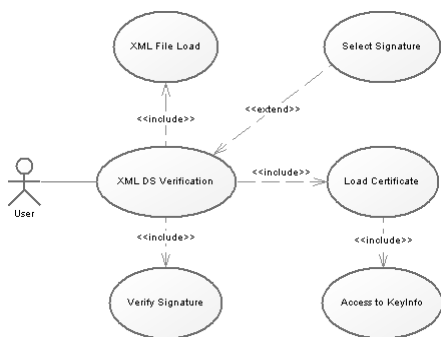 XML File Load
Select Signature
<<extend>>
<<include>>
XML DS Verification
<<include>>
Load Certificate
User
<<include>>
<<include>>
Verify Signature
Access to KeyInfo